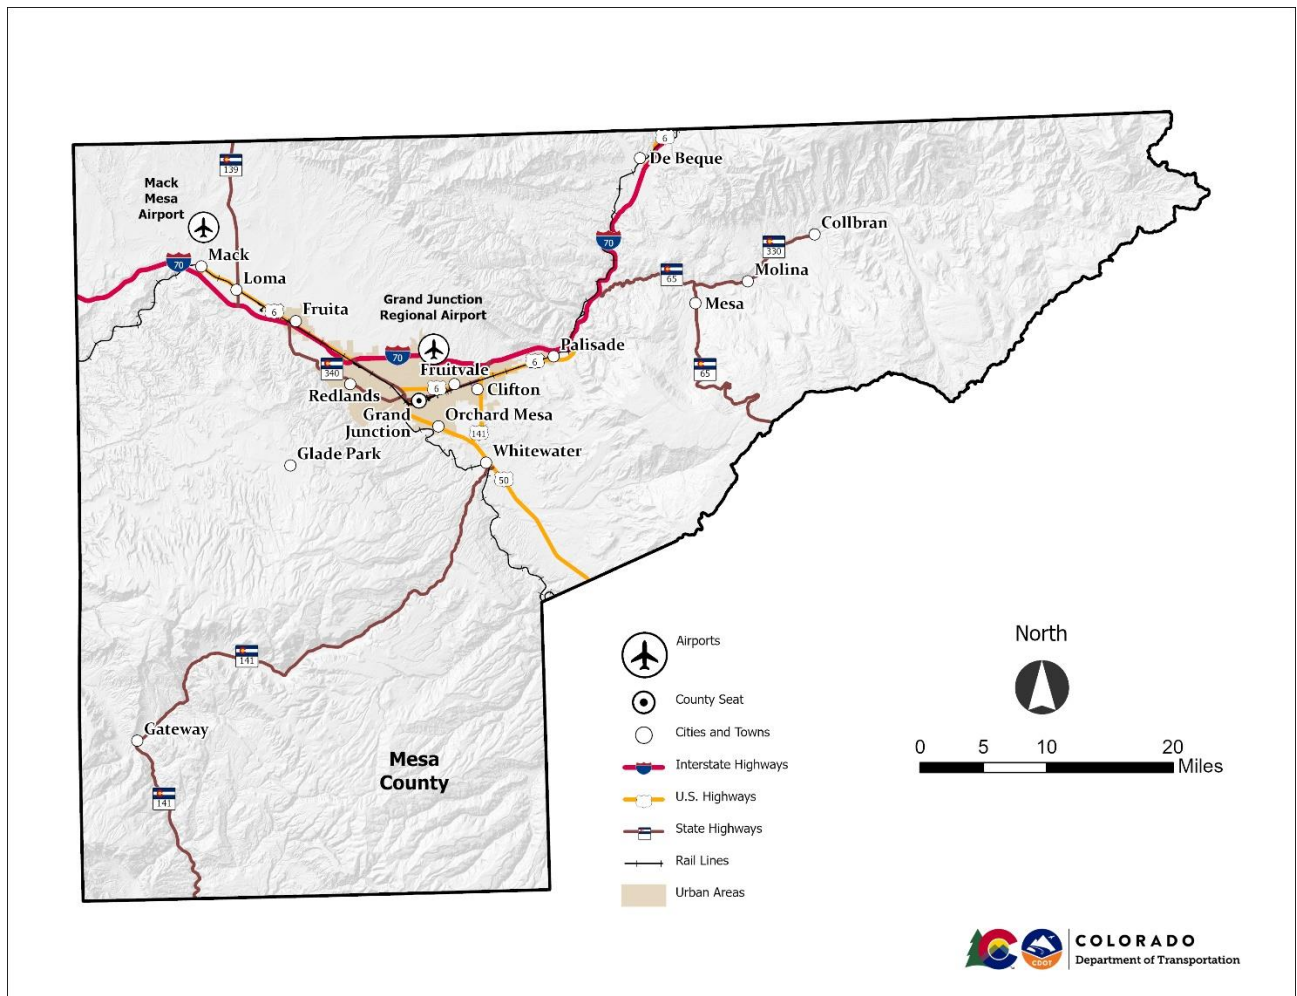 6
De Beque
139
Mack
Mesa
Airport
Collbran
70
330
Mack
70
Molina
65
Loma
Mesa
Grand Junction
Regional Airport
6
Fruita
Palisade
70
6
340
Fruitvale
65
6
Redlands
Clifton
Grand
Junction
Orchard Mesa
141
Glade Park
Whitewater
50
141
Gateway
Mesa
County
141
Airports
County Seat
Cities and Towns
Interstate Highways
U.S. Highways
State Highways
Rail Lines
Urban Areas
North
0 5 10 20
Miles
CDOT
COLORADO
Department of Transportation